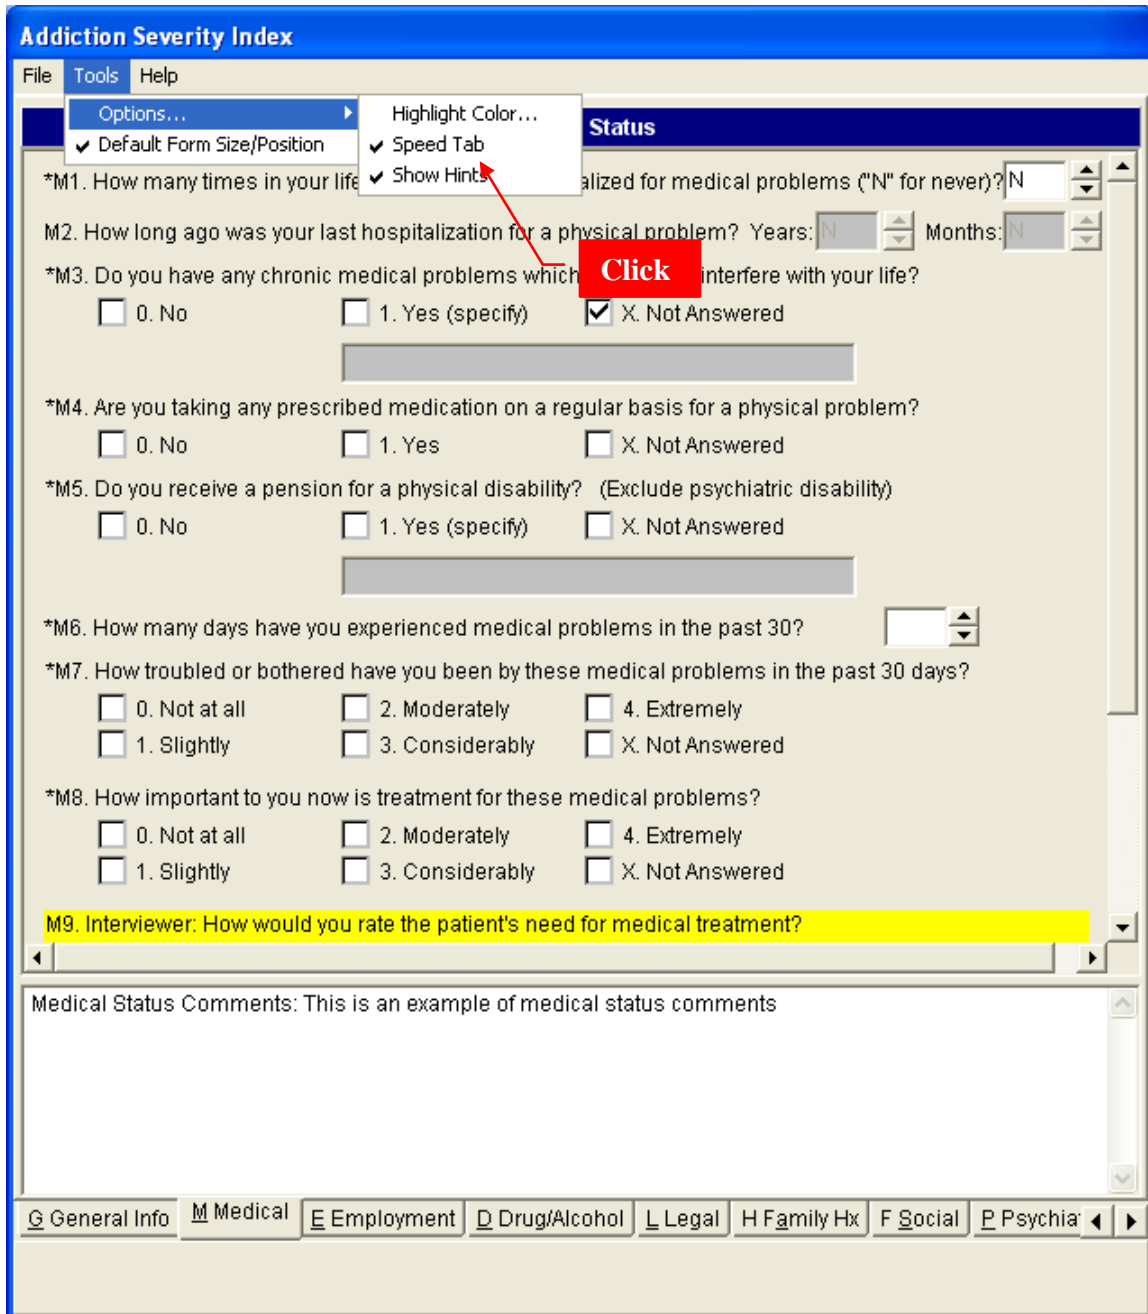 Addiction Severity Index
File Tools Help
Options... Highlight Color...
Status
Default Form Size/Position Speed Tab
Show Hints
*M1. How many times in your life alized for medical problems ("N" for never)? N
M2. How long ago was your last hospitalization for a physical problem? Years: N Months: N
*M3. Do you have any chronic medical problems which interfere with your life?
Click
0. No 1. Yes (specify) X. Not Answered
*M4. Are you taking any prescribed medication on a regular basis for a physical problem?
0. No 1. Yes X. Not Answered
*M5. Do you receive a pension for a physical disability? (Exclude psychiatric disability)
0. No 1. Yes (specify) X. Not Answered
*M6. How many days have you experienced medical problems in the past 30?
*M7. How troubled or bothered have you been by these medical problems in the past 30 days?
0. Not at all 2. Moderately 4. Extremely
1. Slightly 3. Considerably X. Not Answered
*M8. How important to you now is treatment for these medical problems?
0. Not at all 2. Moderately 4. Extremely
1. Slightly 3. Considerably X. Not Answered
M9. Interviewer: How would you rate the patient's need for medical treatment?
Medical Status Comments: This is an example of medical status comments
G General Info M Medical E Employment D Drug/Alcohol L Legal H Family Hx F Social P Psychia